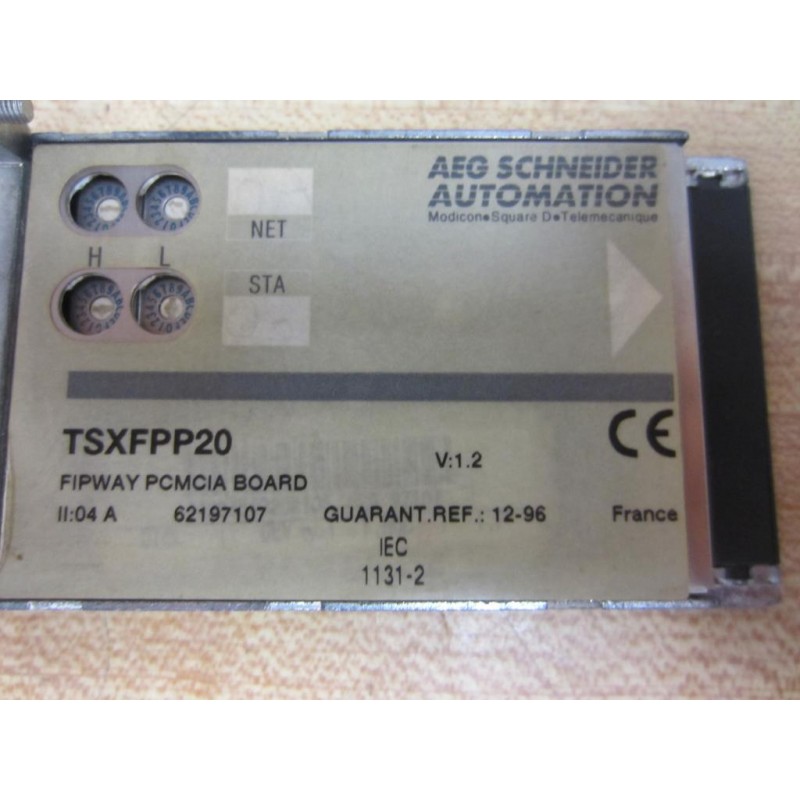 AEG SCHNEIDER
AUTOMATION
Modicon●Square D●Telemecanique
NET
H L
STA
TSXFPP20
V:1.2
FIPWAY PCMCIA BOARD
II:04 A 62197107 GUARANT.REF.: 12-96 France
IEC
1131-2
CE